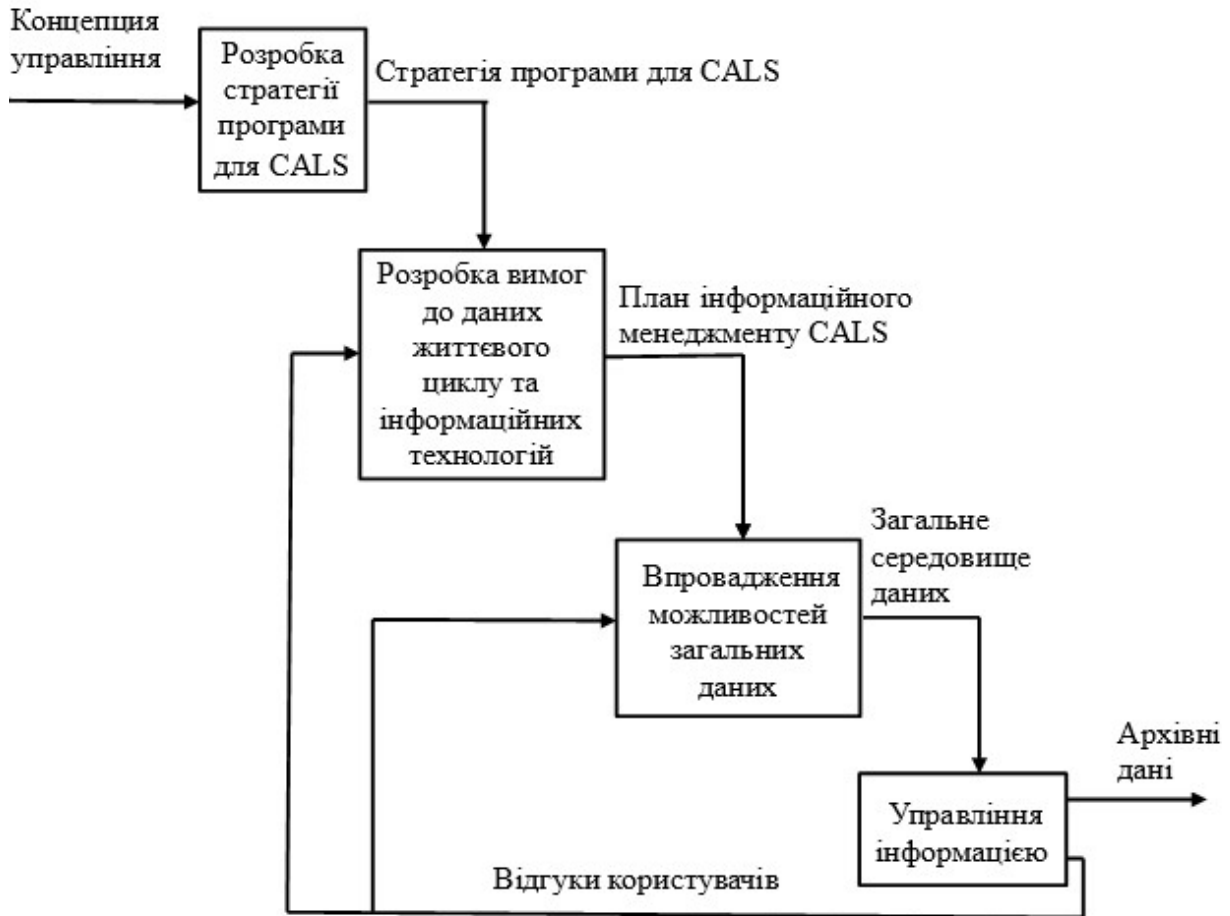 Концепция
управління
Розробка
стратегії
програми
для CALS
Стратегія програми для CALS
Розробка вимог
до даних
життєвого
циклу та
інформаційних
технологій
План інформаційного
менеджменту CALS
Впровадження
можливостей
загальних
даних
Загальне
середовище
даних
Управління
інформацією
Архівні
дані
Відгуки користувачів